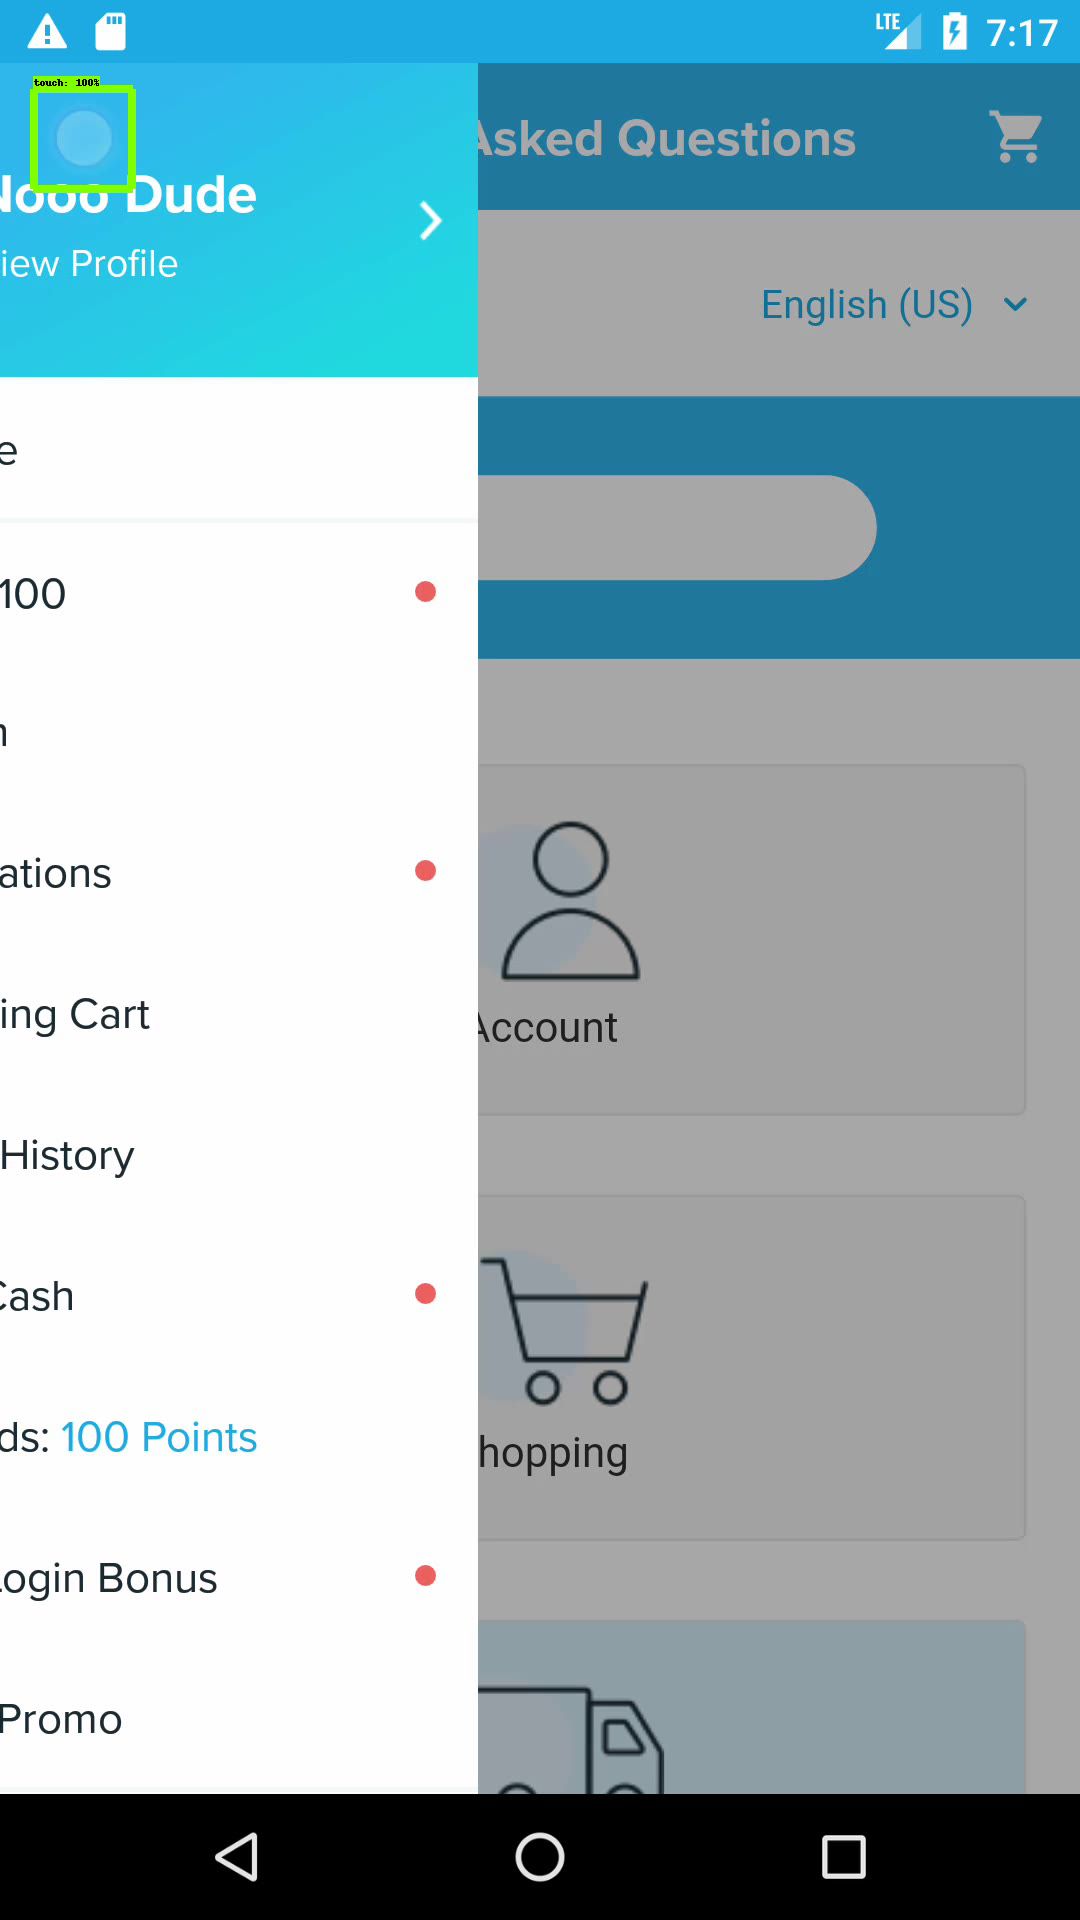 LTE 7:17
touch: 100%
Asked Questions
Nooo Dude
iew Profile
English (US)
e
100
ations
Account
ing Cart
History
Cash
ds: 100 Points
hopping
Login Bonus
Promo